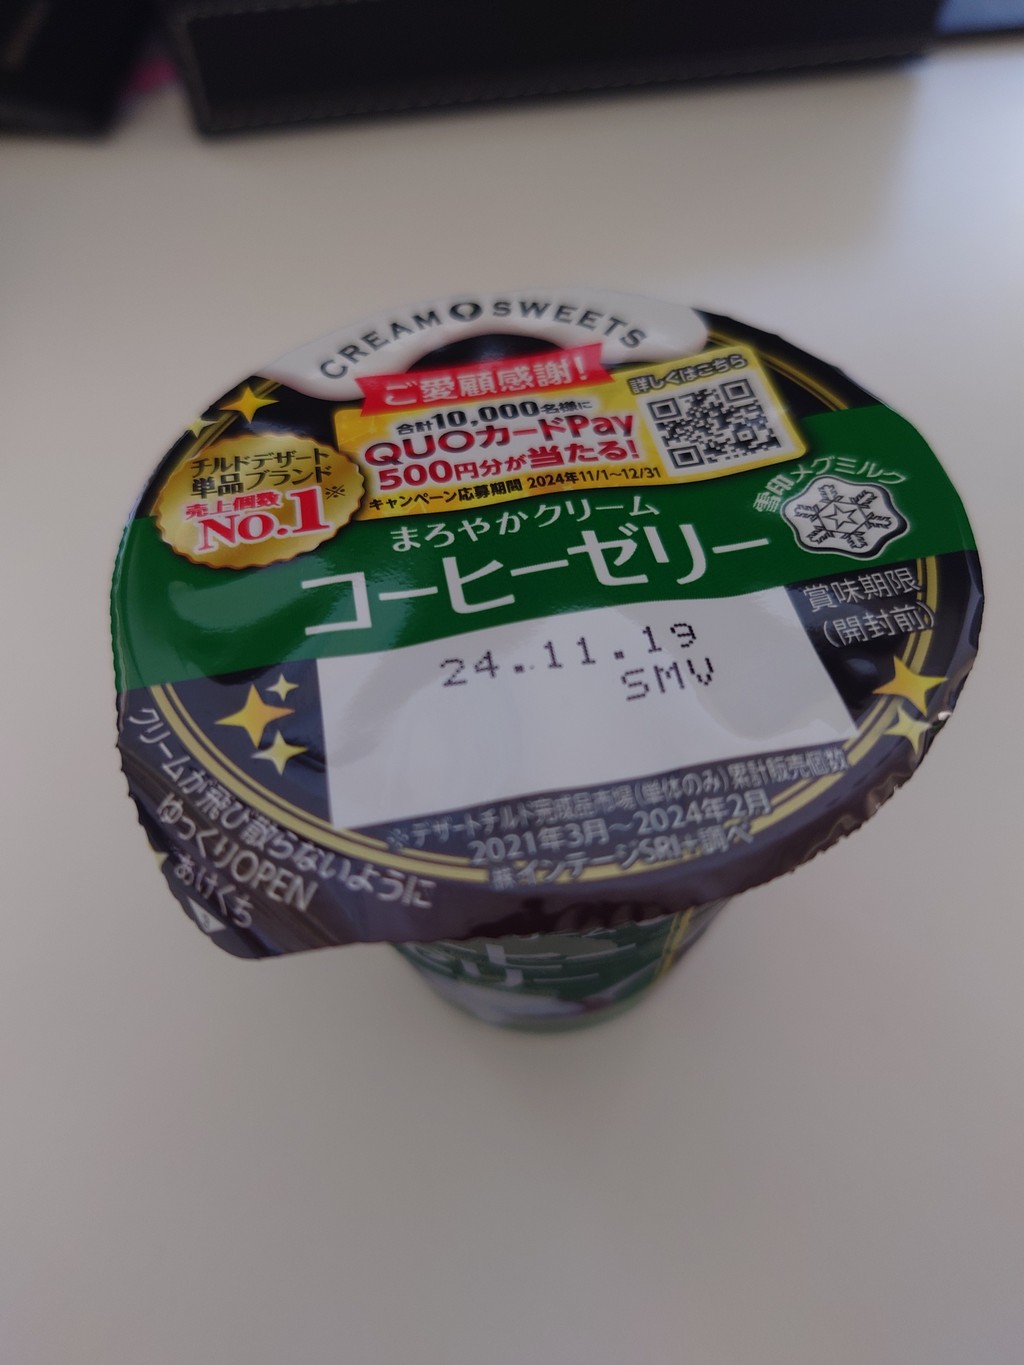 CREAM SWEETS
ご愛顧感謝!
合計10,000名様に
QUOカードPay
500円分が当たる!
キャンペーン応募期間 2024年11/1〜12/31
詳しくはこちら
チルドデザート
単品ブランド
売上個数※
No.1
雪印メグミルク
まろやかクリーム
コーヒーゼリー
賞味期限
(開封前)
24.11.19
SMV
※デザートチルド完成品市場(単体のみ)累計販売個数
2021年3月〜2024年2月
㈱インテージSRI+調べ
クリームが飛び散らないように
ゆっくりOPEN
あけくち
ゼリー